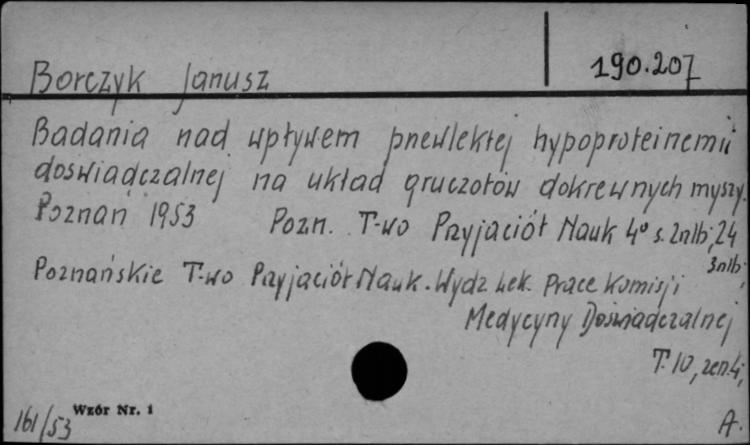 Borczyk Janusz
190.207
Badania nad wpływem pnewlekłej hypoproteinemii
doświadczalnej na układ gruczołów dokrewnych myszy.
Poznań 1953 Pozn. T-wo Przyjaciół Nauk 4° s. 2nlb, 24
3nlb;
Poznańskie T-wo Przyjaciół Nauk. Wydz Lek. Prace Komisji
Medycyny Doświadczalnej
T. 10, zesz. 4;
161/53
Wzór Nr. 1
A.